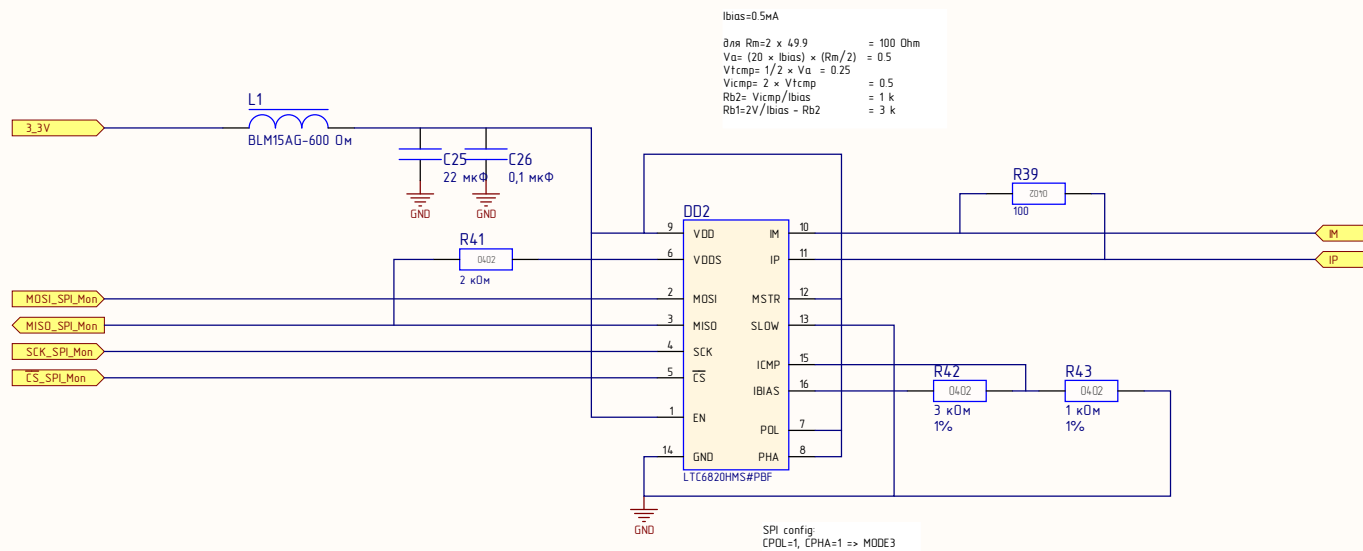 Ibias=0.5мА
для Rm=2 x 49.9 = 100 Ohm
Va= (20 × Ibias) × (Rm/2) = 0.5
Vtcmp= 1/2 × Va = 0.25
Vicmp= 2 × Vtcmp = 0.5
Rb2= Vicmp/Ibias = 1 k
Rb1=2V/Ibias - Rb2 = 3 k
L1
3_3V
BLM15AG-600 Ом
C25
22 мкФ
C26
0,1 мкФ
GND
GND
R39
0402
100
DD2
9 VDD
6 VDDS
2 MOSI
3 MISO
4 SCK
5 CS
1 EN
14 GND
IM 10
IP 11
MSTR 12
SLOW 13
ICMP 15
IBIAS 16
POL 7
PHA 8
LTC6820HMS#PBF
IM
IP
R41
0402
2 кОм
MOSI_SPI_Mon
MISO_SPI_Mon
SCK_SPI_Mon
CS_SPI_Mon
R42
0402
3 кОм
1%
R43
0402
1 кОм
1%
GND
SPI config:
CPOL=1, CPHA=1 => MODE3